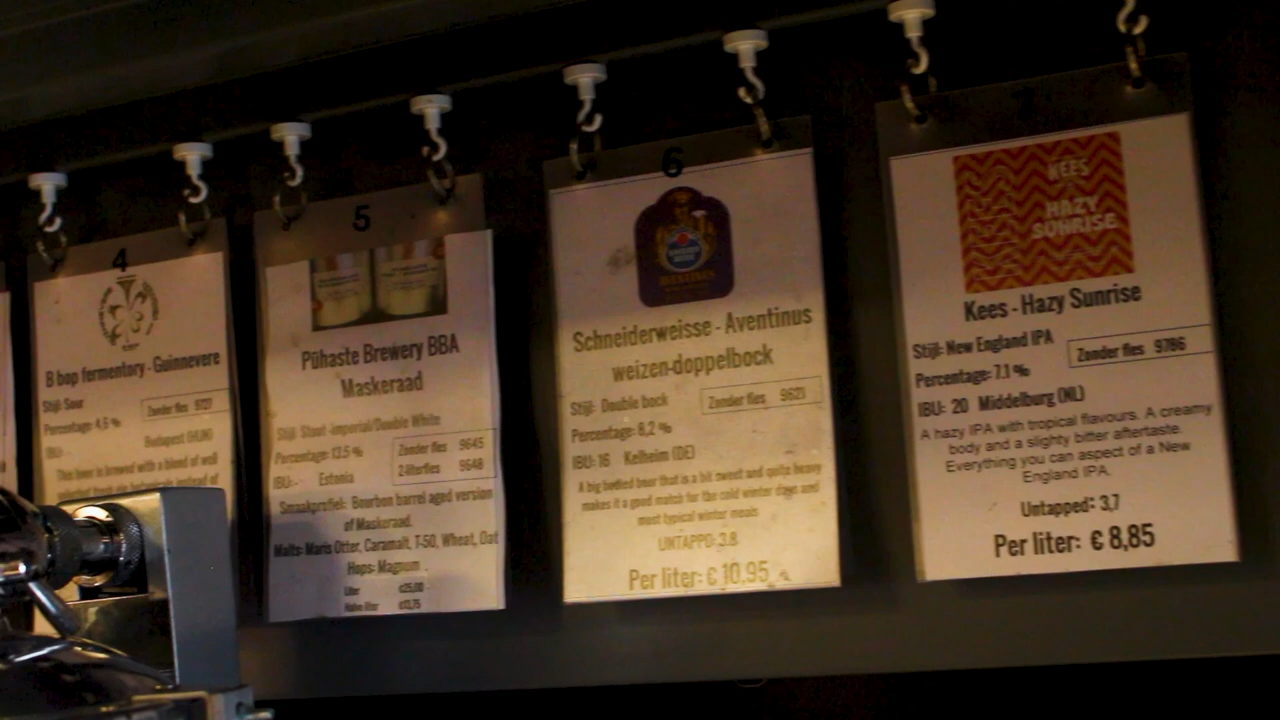 4
B bop fermentory - Guinnevere
Stijl: Sour
Zonder fles 9727
Percentage: 4,6 %
Budapest (HUN)
IBU: -
This beer is brewed with a blend of
5
Pühaste Brewery BBA
Maskeraad
Stijl: Stout -Imperial/Double White
Percentage: 13.5 %
Zonder fles 9645
2-literfles 9648
IBU:- Estonia
Smaakprofiel: Bourbon barrel aged version
of Maskeraad.
Malts: Maris Otter, Caramalt, T-50, Wheat, Oat
Hops: Magnum
Liter €25,00
Halve liter €13,75
6
AVENTINUS
Schneiderweisse - Aventinus
weizen-doppelbock
Stijl: Double bock
Zonder fles 9621
Percentage: 8,2 %
IBU: 16 Kelheim (DE)
A big bodied beer that is a bit sweet and quite heavy
makes it a good match for the cold winter days and
most typical winter meals
UNTAPPD: 3.8
Per liter: € 10,95
KEES
HAZY
SUNRISE
Kees - Hazy Sunrise
Stijl: New England IPA
Zonder fles 9786
Percentage: 7.1 %
IBU: 20 Middelburg (NL)
A hazy IPA with tropical flavours. A creamy
body and a slighty bitter aftertaste.
Everything you can aspect of a New
England IPA.
Untapped: 3,7
Per liter: € 8,85